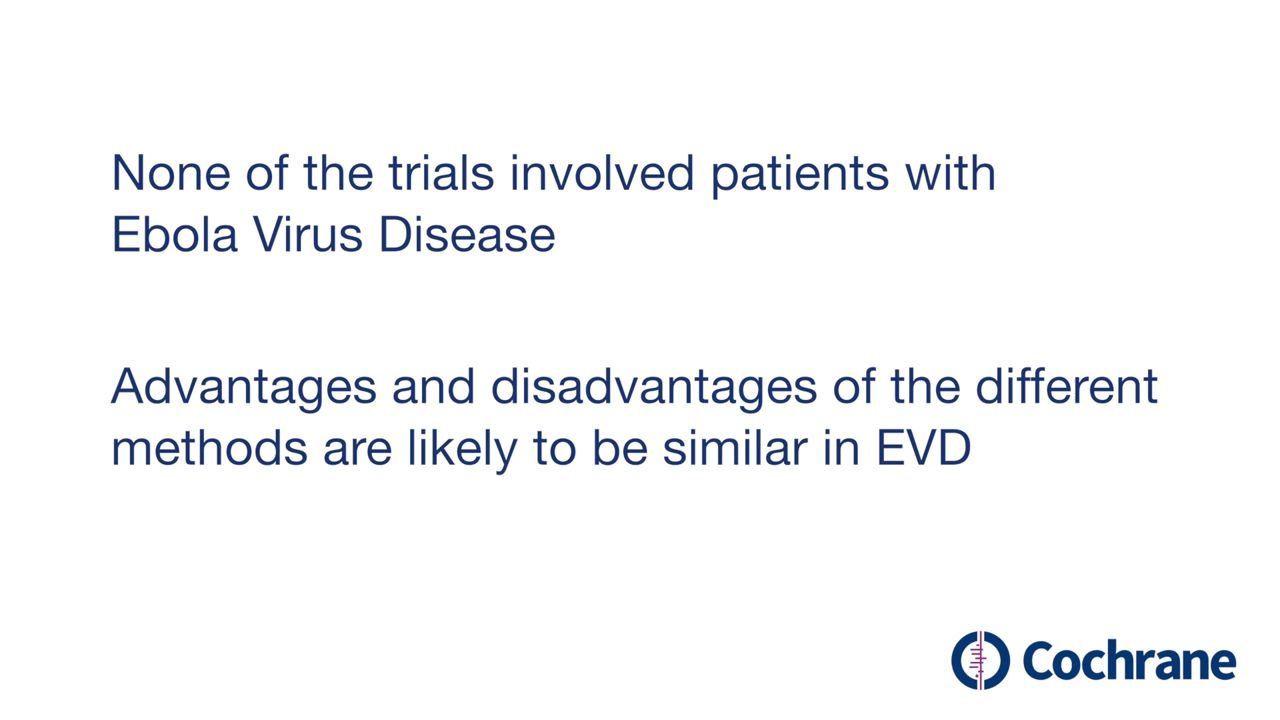 None of the trials involved patients with
Ebola Virus Disease
Advantages and disadvantages of the different
methods are likely to be similar in EVD
Cochrane